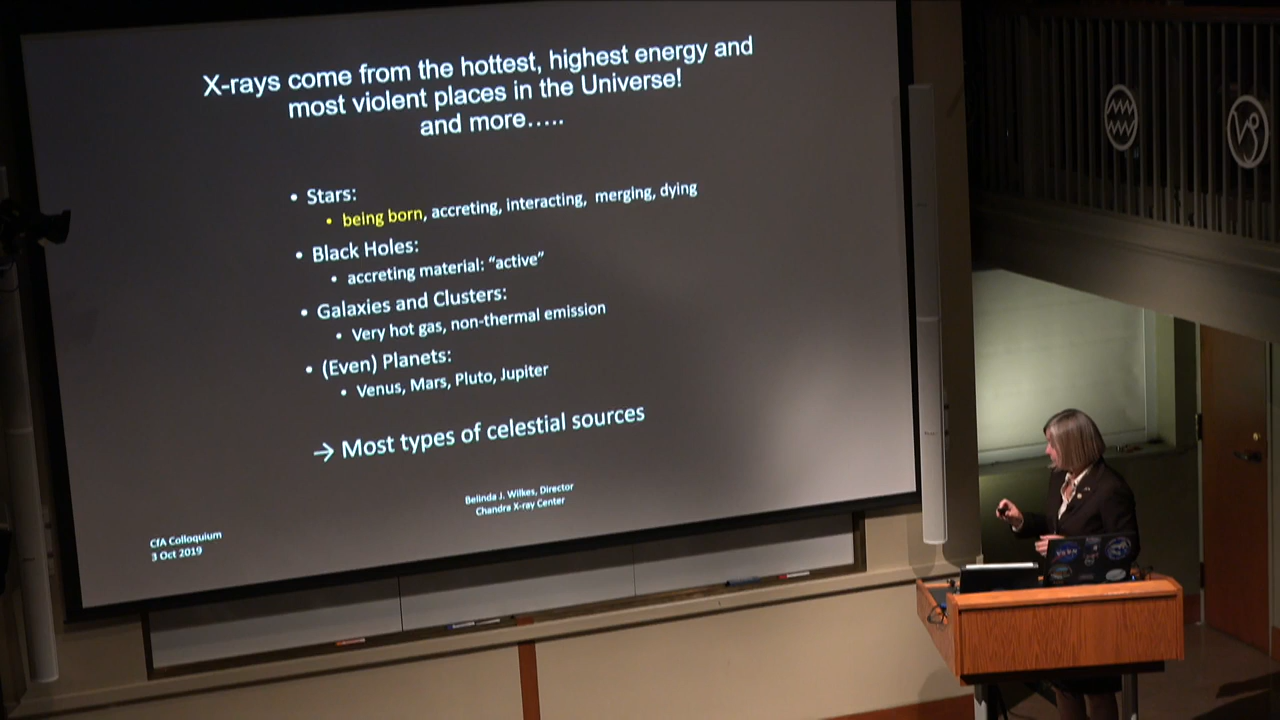 X-rays come from the hottest, highest energy and
most violent places in the Universe!
and more…..
• Stars:
• being born, accreting, interacting, merging, dying
• Black Holes:
• accreting material: “active”
• Galaxies and Clusters:
• Very hot gas, non-thermal emission
• (Even) Planets:
• Venus, Mars, Pluto, Jupiter
→ Most types of celestial sources
Belinda J. Wilkes, Director
Chandra X-ray Center
CfA Colloquium
3 Oct 2019